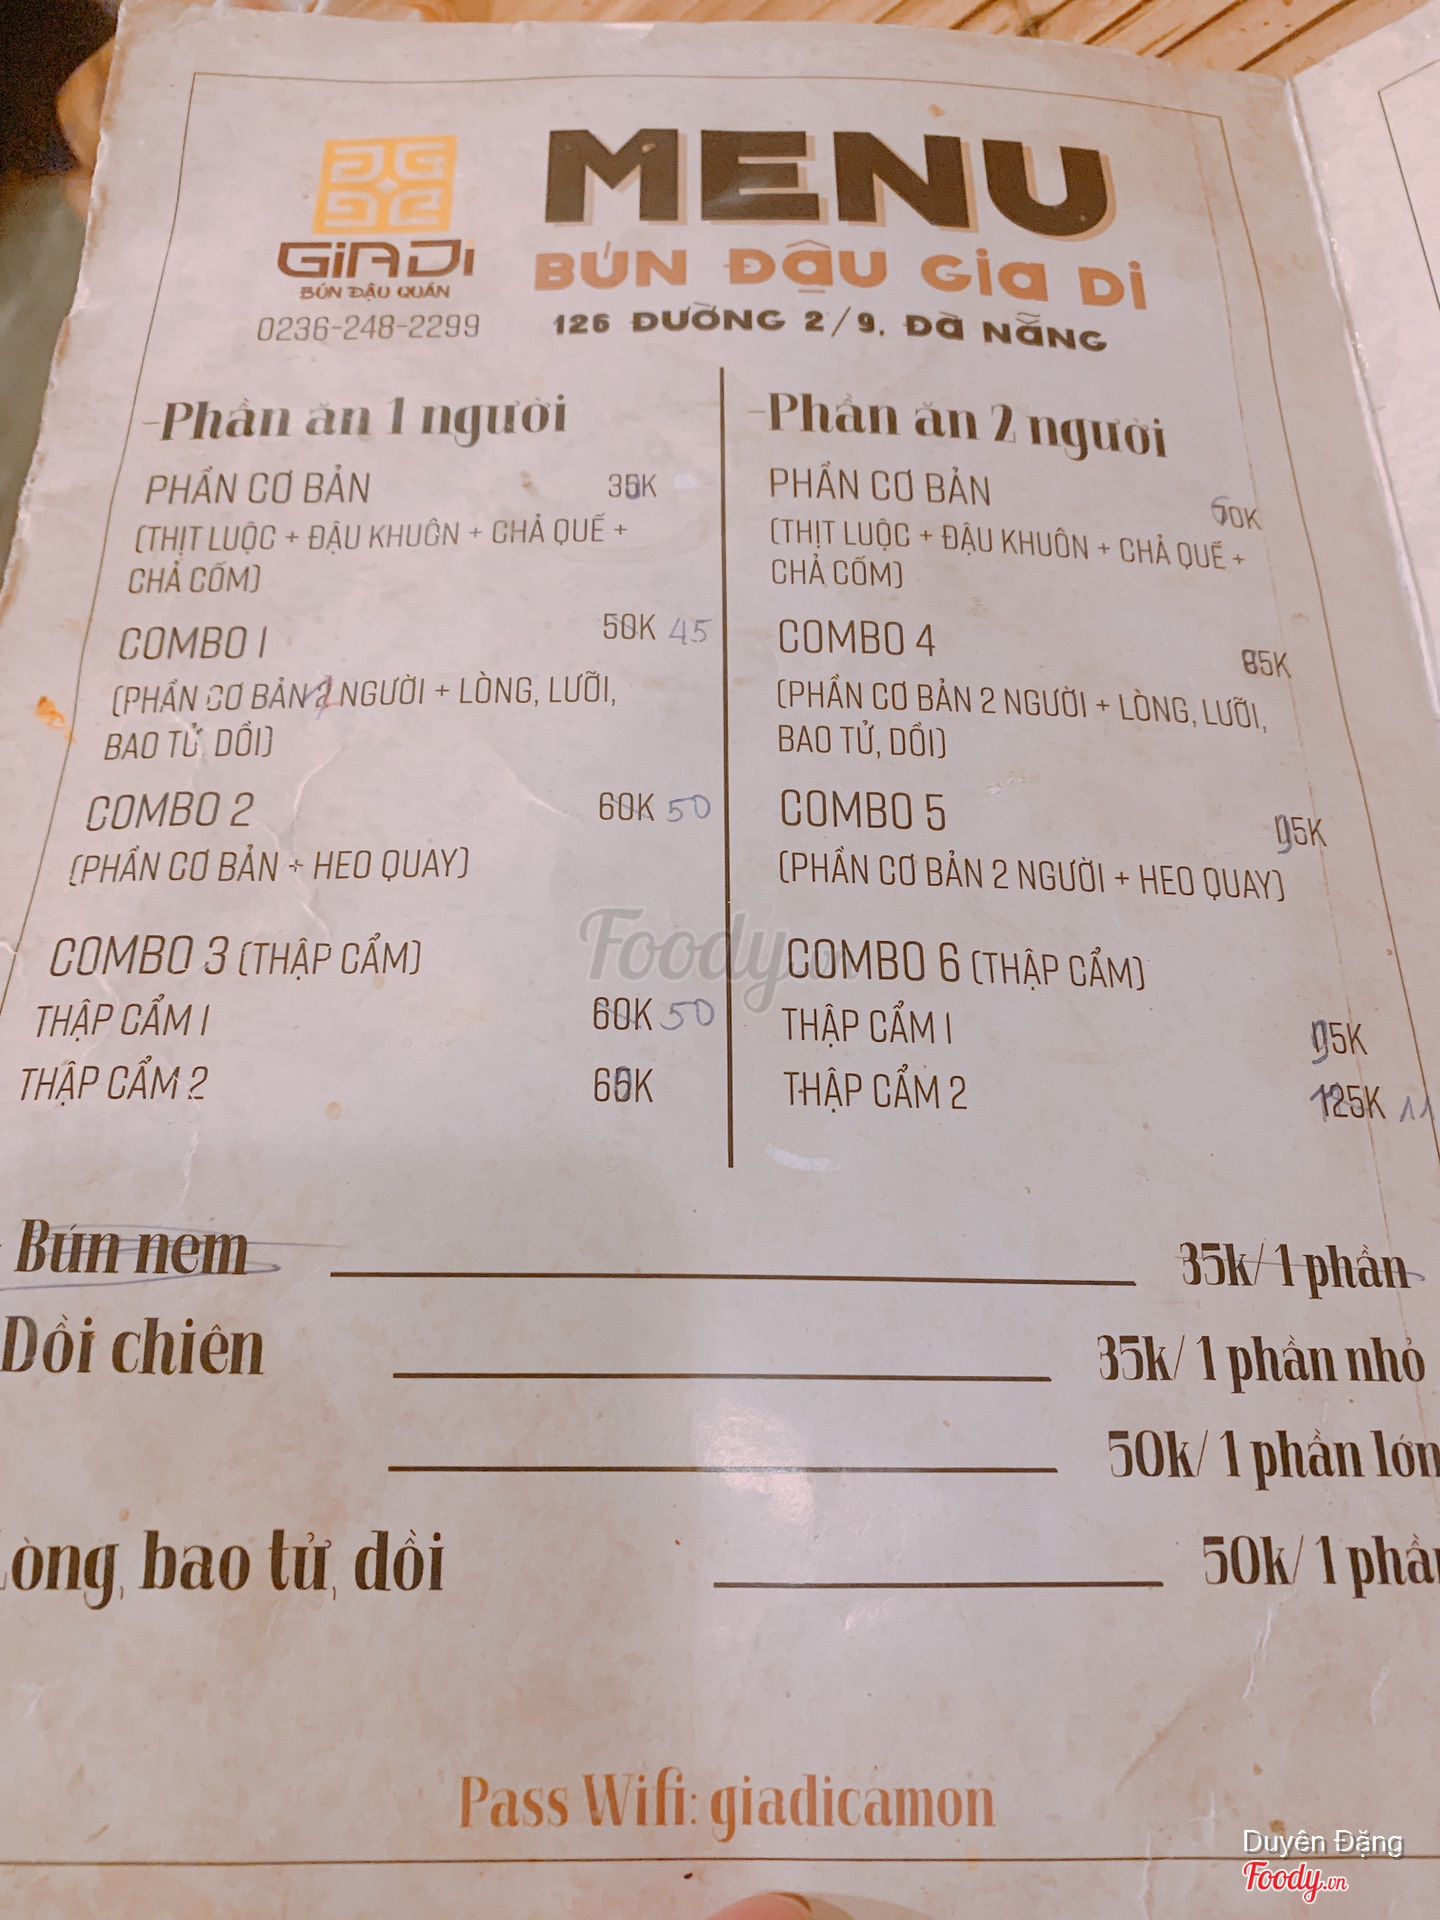 MENU
GIA DI
BÚN ĐẬU QUÁN
0236-248-2299
BÚN ĐẬU GIA DI
126 ĐƯỜNG 2/9, ĐÀ NẴNG
-Phần ăn 1 người
PHẦN CƠ BẢN
(THỊT LUỘC + ĐẬU KHUÔN + CHẢ QUẾ +
CHẢ CỐM)
COMBO 1 50K 45
(PHẦN CƠ BẢN NGƯỜI + LÒNG, LƯỠI,
BAO TỬ, DỒI)
COMBO 2 60K 50
(PHẦN CƠ BẢN + HEO QUAY)
COMBO 3 (THẬP CẨM)
THẬP CẨM 1 60K 50
THẬP CẨM 2
-Phần ăn 2 người
PHẦN CƠ BẢN
(THỊT LUỘC + ĐẬU KHUÔN + CHẢ QUẾ +
CHẢ CỐM)
COMBO 4
(PHẦN CƠ BẢN 2 NGƯỜI + LÒNG, LƯỠI,
BAO TỬ, DỒI)
COMBO 5
(PHẦN CƠ BẢN 2 NGƯỜI + HEO QUAY)
COMBO 6 (THẬP CẨM)
THẬP CẨM 1
THẬP CẨM 2 125K
Bún nem 35k/ 1 phần
Dồi chiên 35k/ 1 phần nhỏ
50k/ 1 phần lớn
Lòng, bao tử, dồi 50k/ 1 phần
Pass Wifi: giadicamon
Foody.vn
Duyên Đặng
Foody.vn